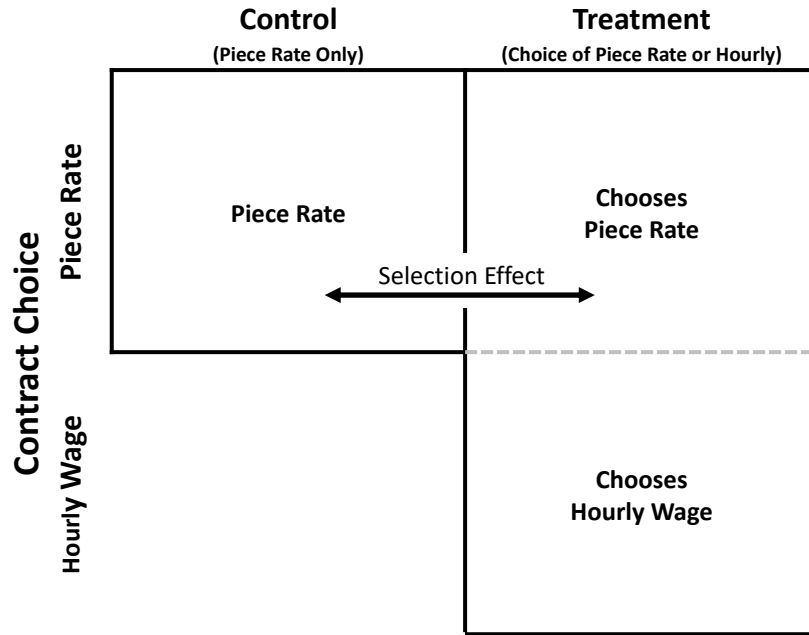 Control
Treatment
(Piece Rate Only)
(Choice of Piece Rate or Hourly)
Contract Choice
Piece Rate
Piece Rate
Chooses
Piece Rate
Selection Effect
Hourly Wage
Chooses
Hourly Wage